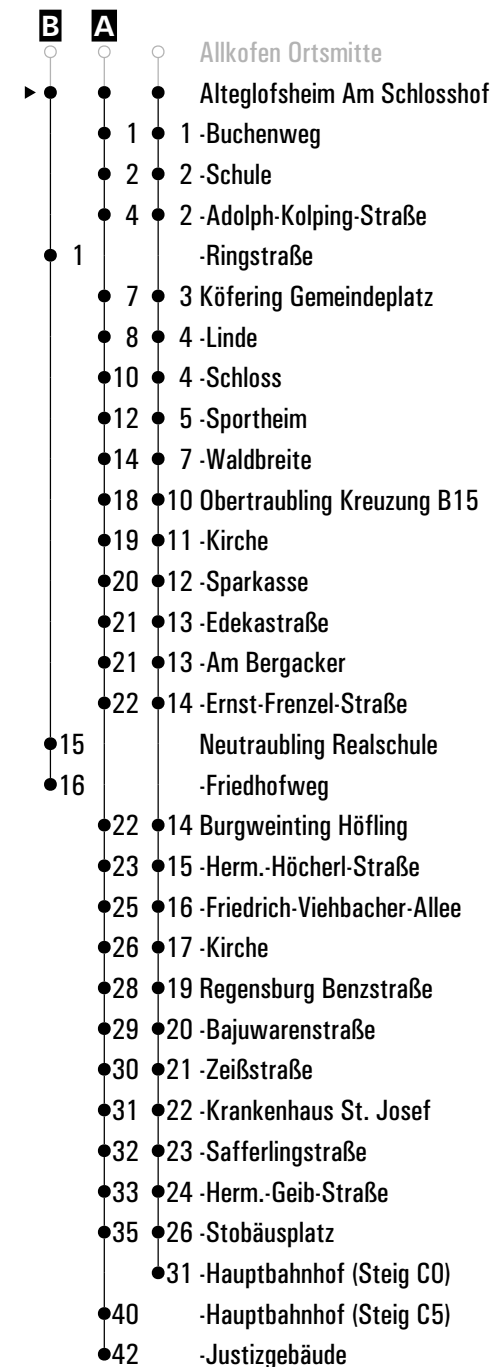 B A
Allkofen Ortsmitte
Alteglofsheim Am Schlosshof
1 1 -Buchenweg
2 2 -Schule
4 2 -Adolph-Kolping-Straße
1 -Ringstraße
7 3 Köfering Gemeindeplatz
8 4 -Linde
10 4 -Schloss
12 5 -Sportheim
14 7 -Waldbreite
18 10 Obertraubling Kreuzung B15
19 11 -Kirche
20 12 -Sparkasse
21 13 -Edekastraße
21 13 -Am Bergacker
22 14 -Ernst-Frenzel-Straße
15 Neutraubling Realschule
16 -Friedhofweg
22 14 Burgweinting Höfling
23 15 -Herm.-Höcherl-Straße
25 16 -Friedrich-Viehbacher-Allee
26 17 -Kirche
28 19 Regensburg Benzstraße
29 20 -Bajuwarenstraße
30 21 -Zeißstraße
31 22 -Krankenhaus St. Josef
32 23 -Safferlingstraße
33 24 -Herm.-Geib-Straße
35 26 -Stobäusplatz
31 -Hauptbahnhof (Steig C0)
40 -Hauptbahnhof (Steig C5)
42 -Justizgebäude